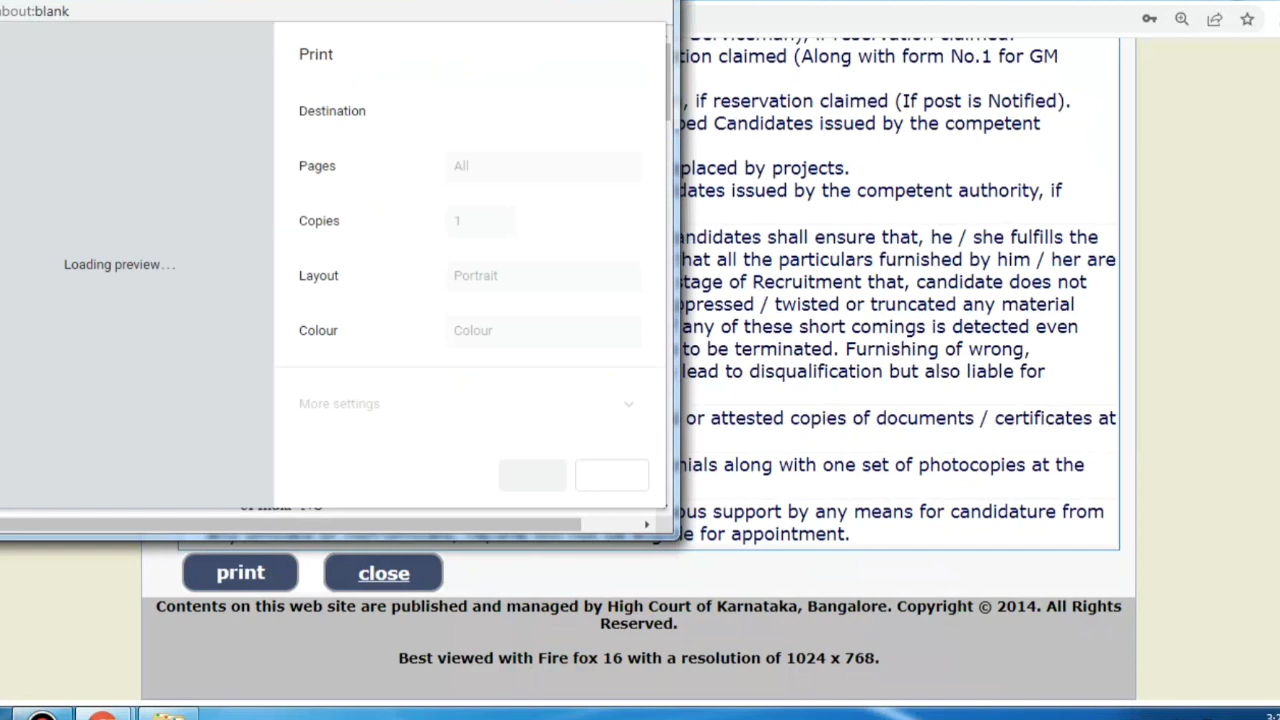 about:blank
Print
Destination
Pages All
Copies 1
Layout Portrait
Colour Colour
Loading preview...
More settings
if reservation claimed.
tion claimed (Along with form No.1 for GM
, if reservation claimed (If post is Notified).
ped Candidates issued by the competent
placed by projects.
dates issued by the competent authority, if
andidates shall ensure that, he / she fulfills the
hat all the particulars furnished by him / her are
stage of Recruitment that, candidate does not
ppressed / twisted or truncated any material
any of these short comings is detected even
to be terminated. Furnishing of wrong,
lead to disqualification but also liable for
or attested copies of documents / certificates at
nials along with one set of photocopies at the
ous support by any means for candidature from
e for appointment.
print close
Contents on this web site are published and managed by High Court of Karnataka, Bangalore. Copyright © 2014. All Rights
Reserved.
Best viewed with Fire fox 16 with a resolution of 1024 x 768.